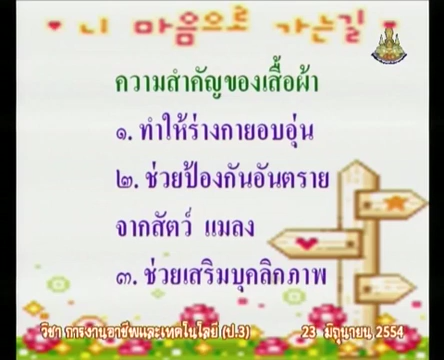 니 마음으로 가는길
ความสำคัญของเสื้อผ้า
๑. ทำให้ร่างกายอบอุ่น
๒. ช่วยป้องกันอันตราย
จากสัตว์ แมลง
๓. ช่วยเสริมบุคลิกภาพ
วิชา การงานอาชีพและเทคโนโลยี (ป.3) 23 มิถุนายน 2554